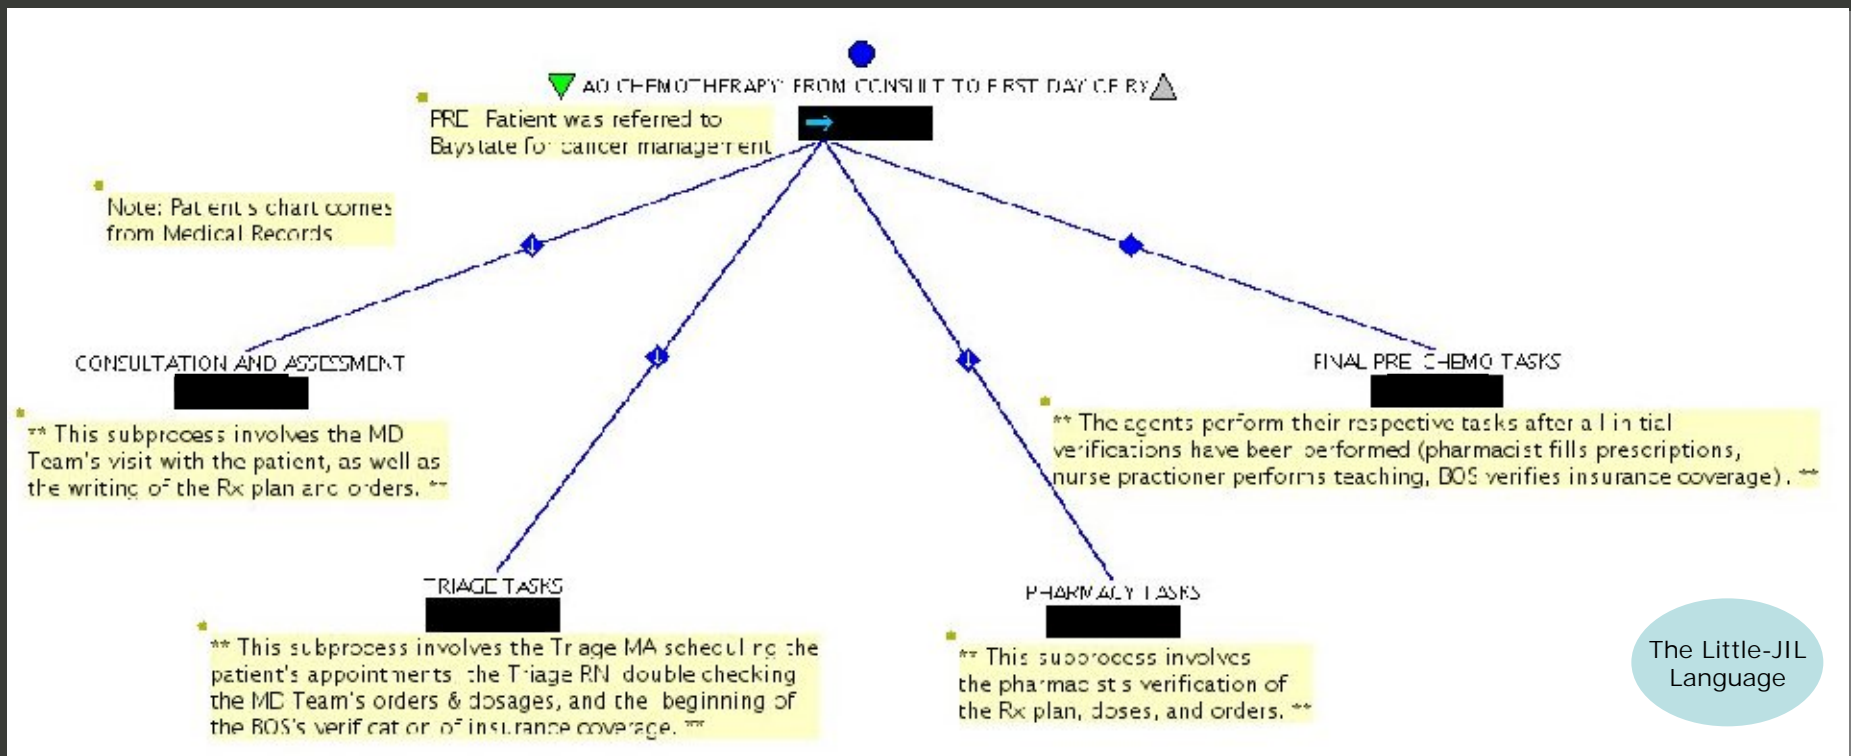 AO CHEMOTHERAPY: FROM CONSULT TO FIRST DAY OF RX
PRE: Patient was referred to
Baystate for cancer management
Note: Patient's chart comes
from Medical Records
CONSULTATION AND ASSESSMENT
** This subprocess involves the MD
Team's visit with the patient, as well as
the writing of the Rx plan and orders. **
FINAL PRE-CHEMO TASKS
** The agents perform their respective tasks after all initial
verifications have been performed (pharmacist fills prescriptions,
nurse practioner performs teaching, BOS verifies insurance coverage). **
TRIAGE TASKS
** This subprocess involves the Triage MA scheduling the
patient's appointments, the Triage RN double checking
the MD Team's orders & dosages, and the beginning of
the BOS's verification of insurance coverage. **
PHARMACY TASKS
** This subprocess involves
the pharmacist's verification of
the Rx plan, doses, and orders. **
The Little-JIL
Language